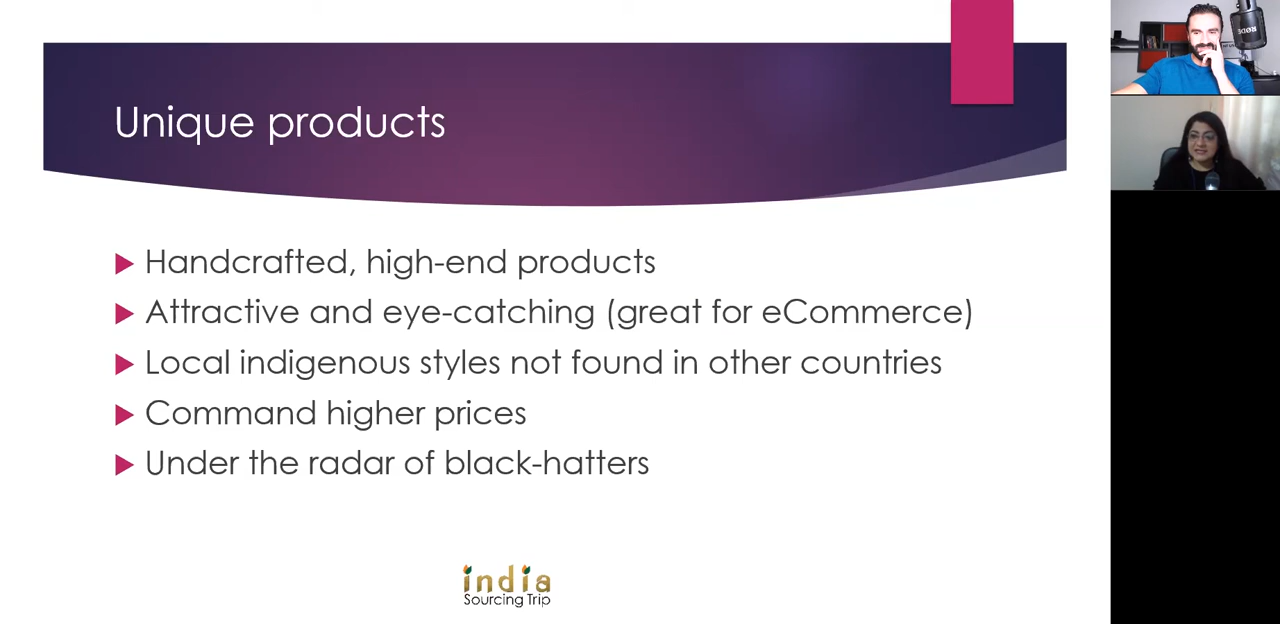 Unique products
Handcrafted, high-end products
Attractive and eye-catching (great for eCommerce)
Local indigenous styles not found in other countries
Command higher prices
Under the radar of black-hatters
india
Sourcing Trip
RØDE